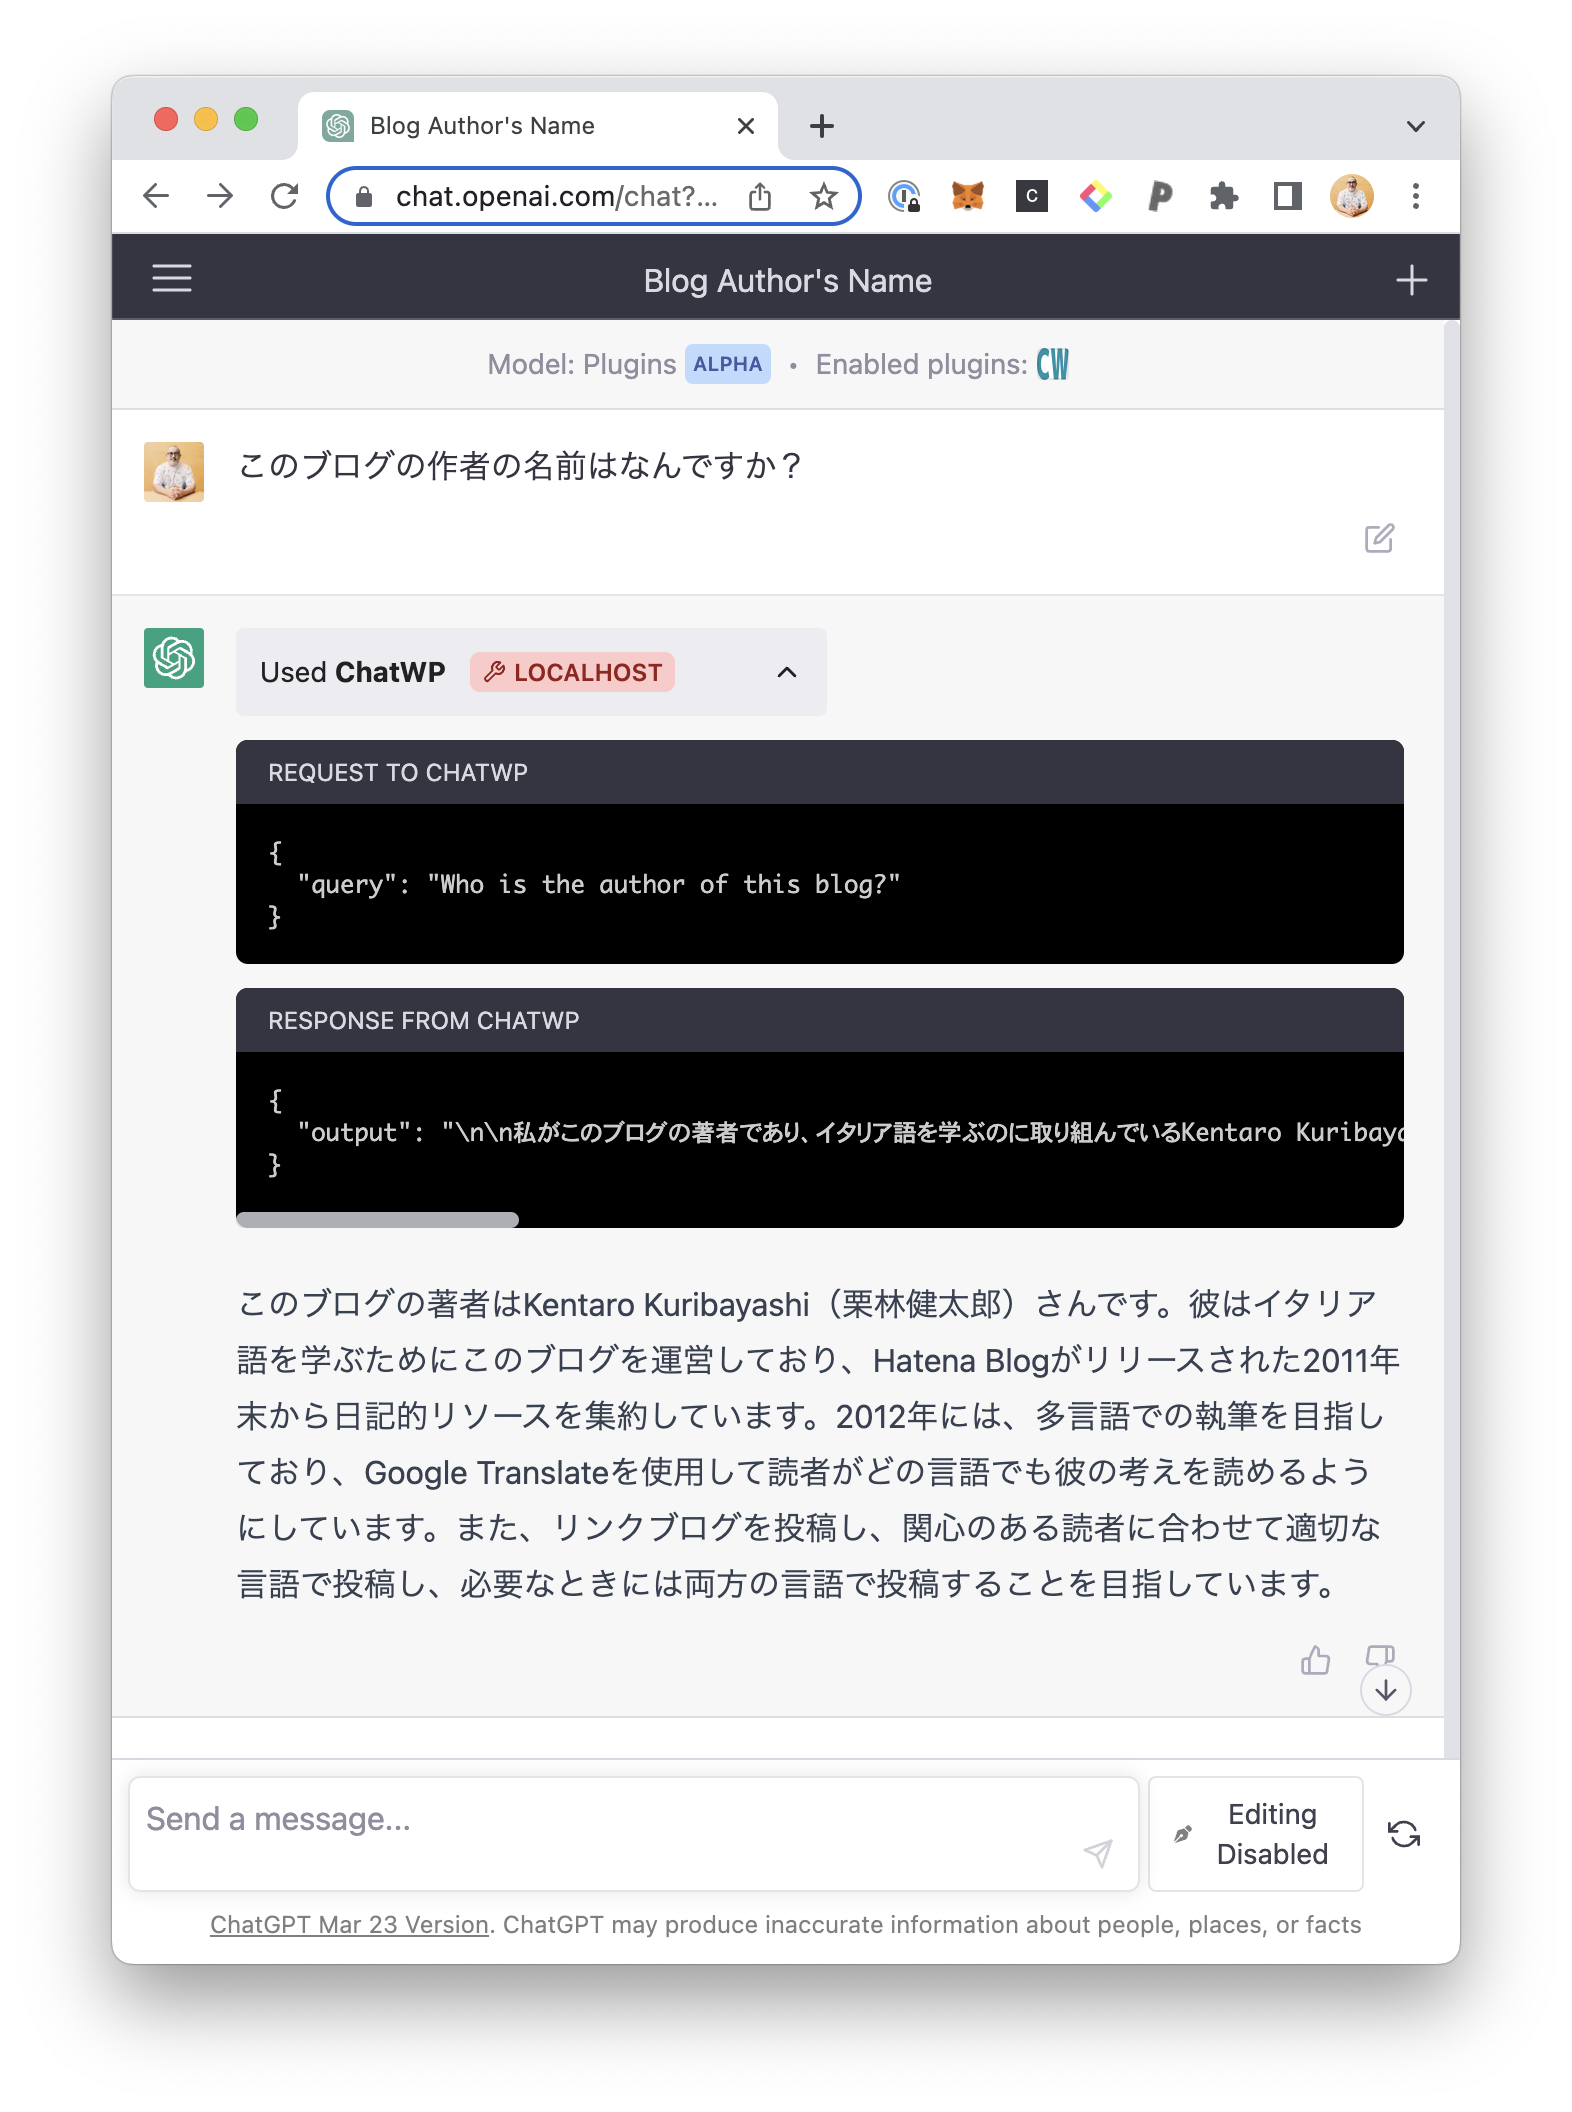 Blog Author's Name
chat.openai.com/chat?...
C
P
Blog Author's Name
Model: Plugins ALPHA • Enabled plugins: CW
このブログの作者の名前はなんですか？
Used ChatWP LOCALHOST
REQUEST TO CHATWP
{
"query": "Who is the author of this blog?"
}
RESPONSE FROM CHATWP
{
"output": "\n\n私がこのブログの著者であり、イタリア語を学ぶのに取り組んでいるKentaro Kuribaya
}
このブログの著者はKentaro Kuribayashi（栗林健太郎）さんです。彼はイタリア
語を学ぶためにこのブログを運営しており、Hatena Blogがリリースされた2011年
末から日記的リソースを集約しています。2012年には、多言語での執筆を目指し
ており、Google Translateを使用して読者がどの言語でも彼の考えを読めるよう
にしています。また、リンクブログを投稿し、関心のある読者に合わせて適切な
言語で投稿し、必要なときには両方の言語で投稿することを目指しています。
Send a message...
Editing
Disabled
ChatGPT Mar 23 Version. ChatGPT may produce inaccurate information about people, places, or facts